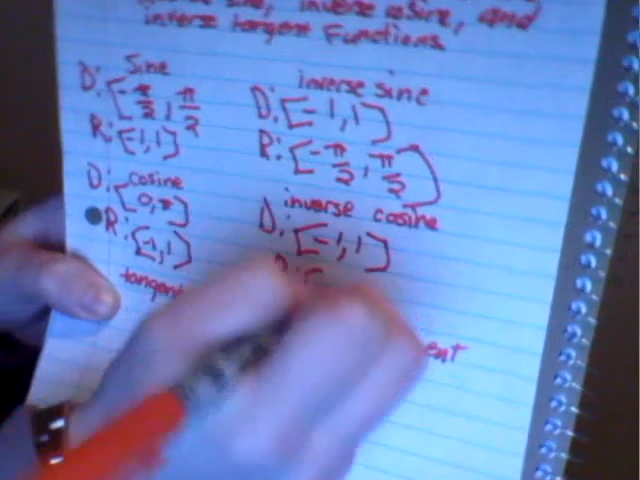 inverse sine, inverse cosine, and
inverse tangent Functions
Sine
D: [-π/2, π/2]
R: [-1,1]
inverse sine
D: [-1,1]
R: [-π/2, π/2]
cosine
D: [0,π]
R: [-1,1]
inverse cosine
D: [-1,1]
R: [
tangent